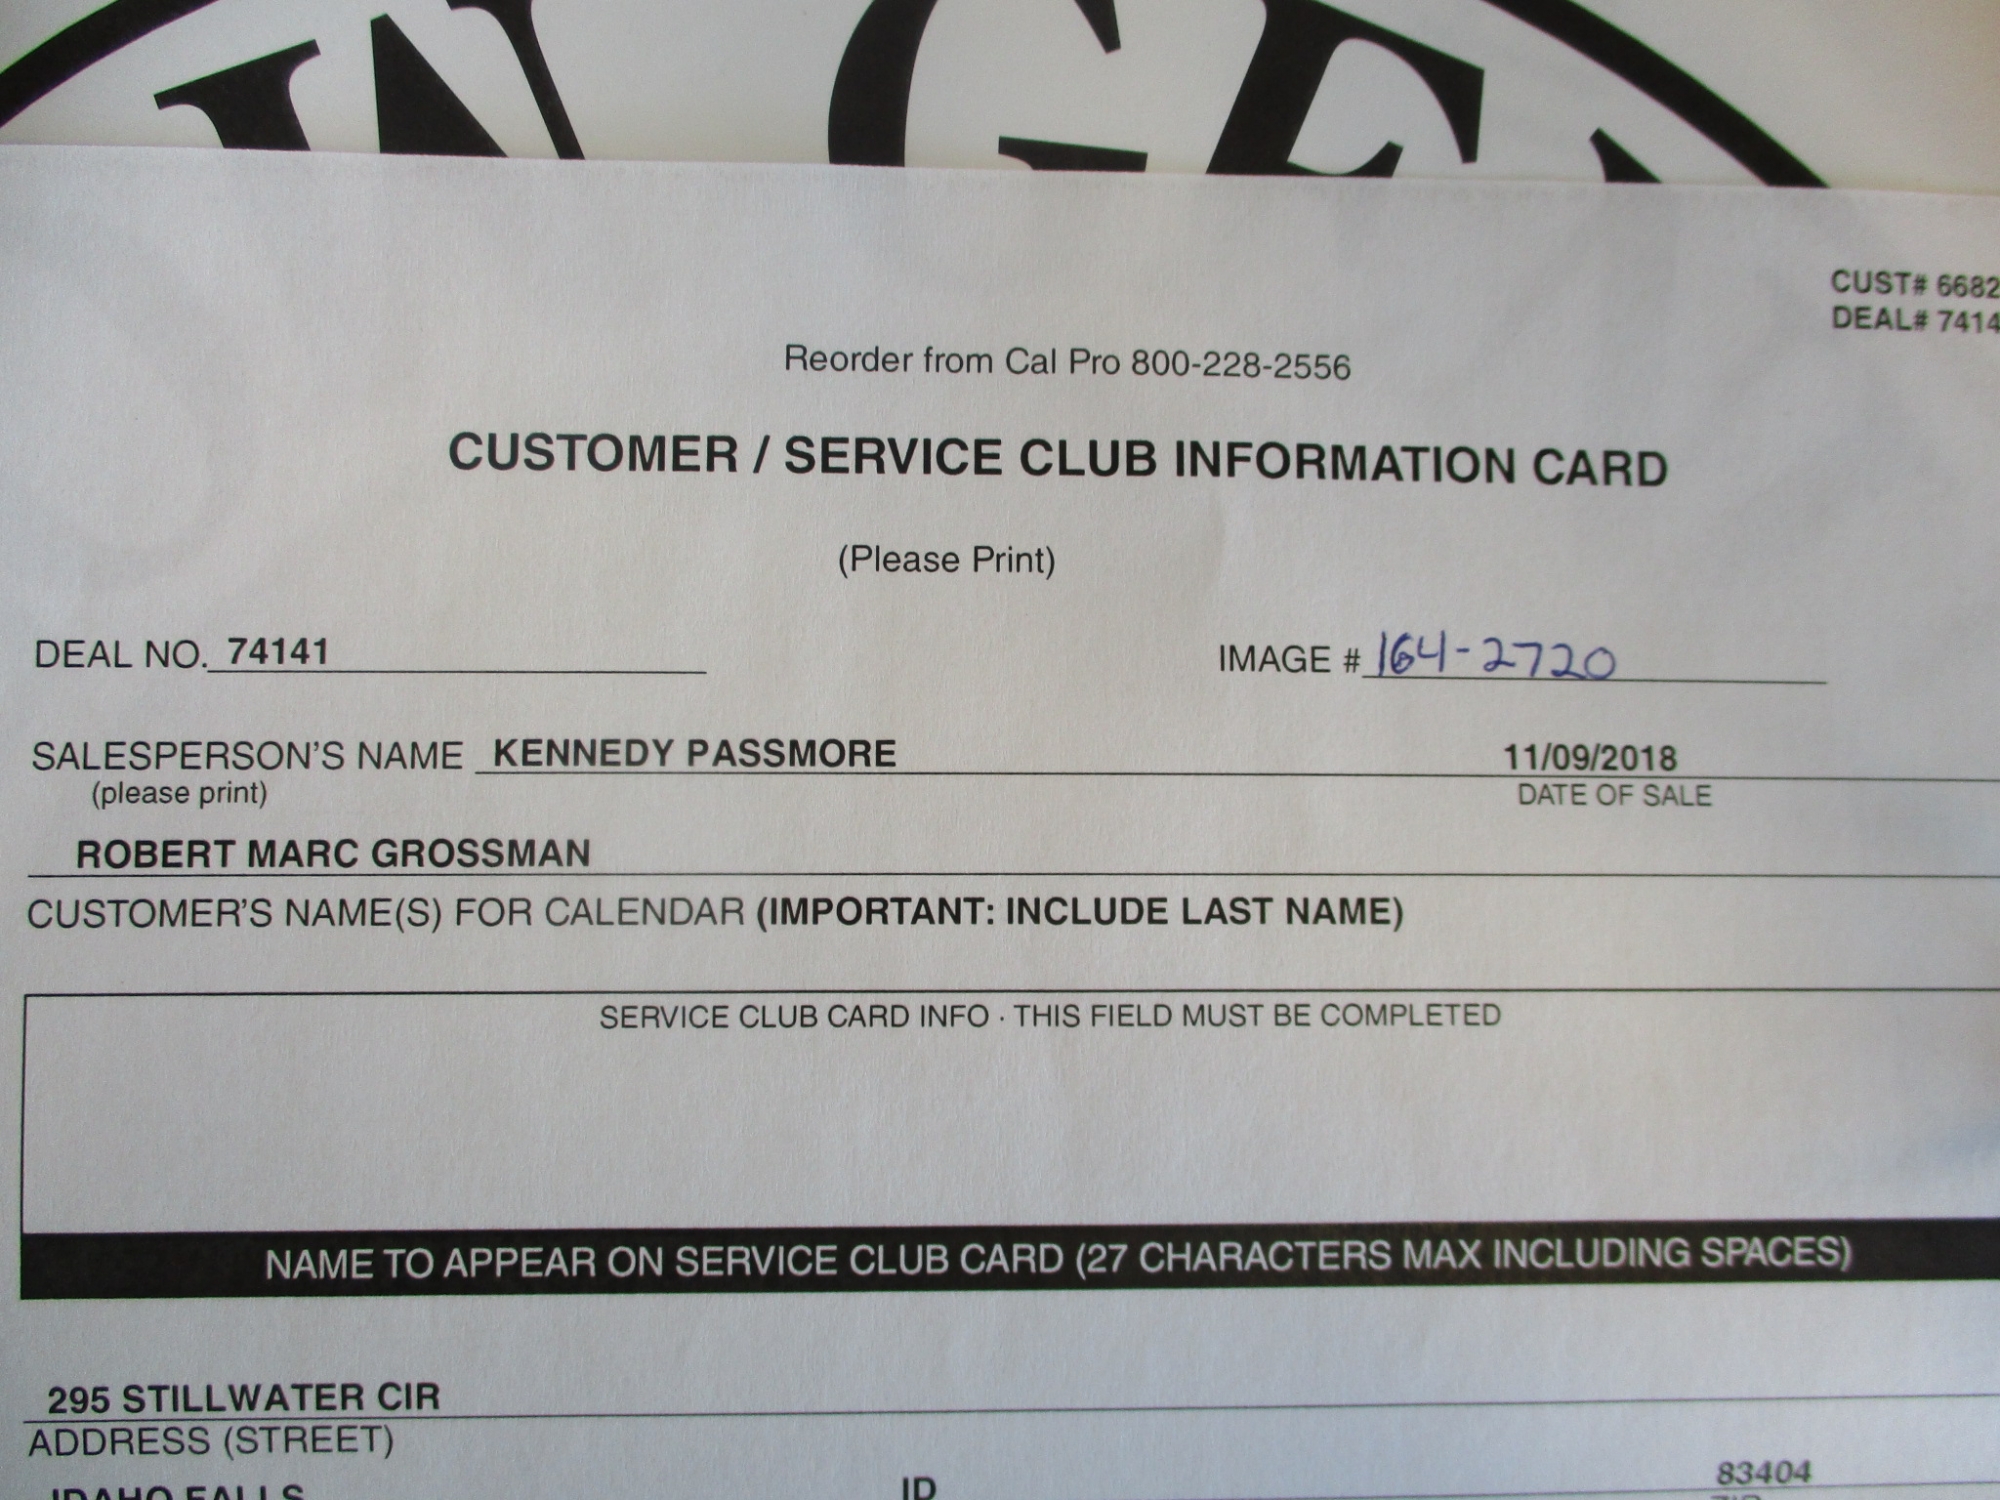 CUST# 6682
DEAL# 7414
Reorder from Cal Pro 800-228-2556
CUSTOMER / SERVICE CLUB INFORMATION CARD
(Please Print)
DEAL NO. 74141 IMAGE # 164-2720
SALESPERSON'S NAME KENNEDY PASSMORE 11/09/2018
(please print) DATE OF SALE
ROBERT MARC GROSSMAN
CUSTOMER'S NAME(S) FOR CALENDAR (IMPORTANT: INCLUDE LAST NAME)
SERVICE CLUB CARD INFO · THIS FIELD MUST BE COMPLETED
NAME TO APPEAR ON SERVICE CLUB CARD (27 CHARACTERS MAX INCLUDING SPACES)
295 STILLWATER CIR
ADDRESS (STREET)
IDAHO FALLS ID 83404